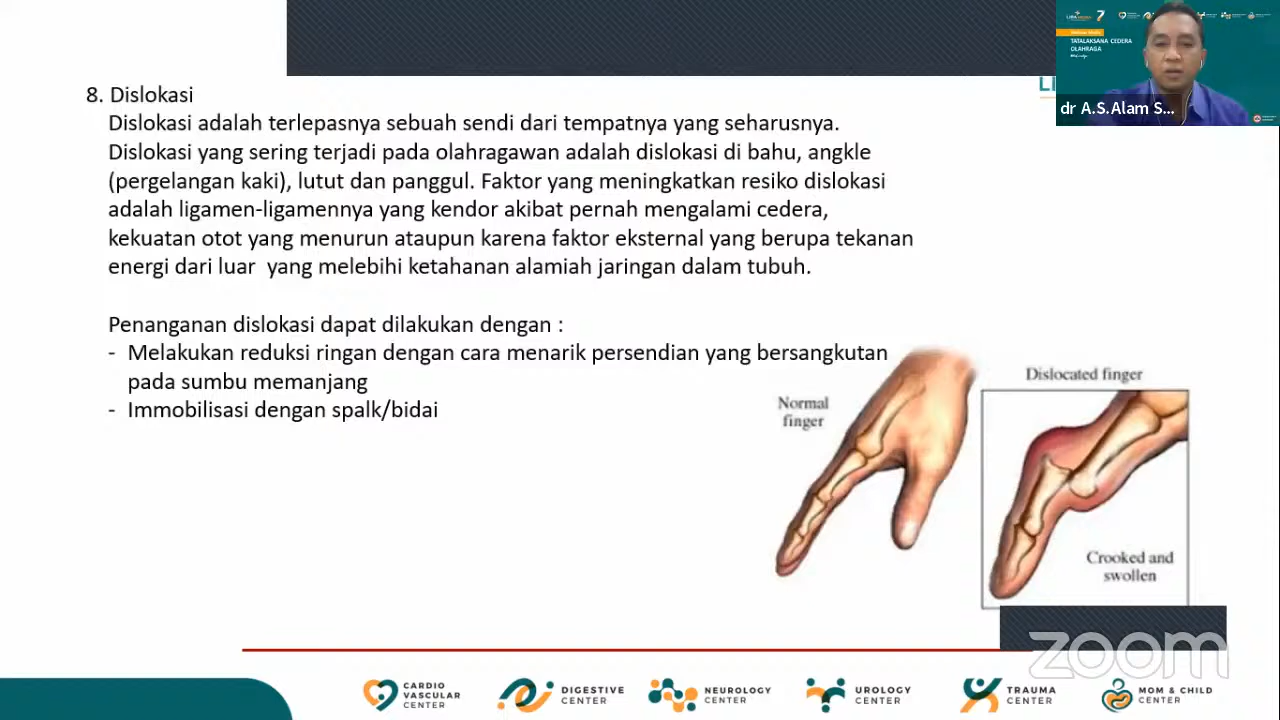 8. Dislokasi
Dislokasi adalah terlepasnya sebuah sendi dari tempatnya yang seharusnya.
Dislokasi yang sering terjadi pada olahragawan adalah dislokasi di bahu, angkle
(pergelangan kaki), lutut dan panggul. Faktor yang meningkatkan resiko dislokasi
adalah ligamen-ligamennya yang kendor akibat pernah mengalami cedera,
kekuatan otot yang menurun ataupun karena faktor eksternal yang berupa tekanan
energi dari luar yang melebihi ketahanan alamiah jaringan dalam tubuh.
Penanganan dislokasi dapat dilakukan dengan :
- Melakukan reduksi ringan dengan cara menarik persendian yang bersangkutan
pada sumbu memanjang
- Immobilisasi dengan spalk/bidai
Normal
finger
Dislocated finger
Crooked and
swollen
TATALAKSANA CEDERA
OLAHRAGA
dr A.S.Alam S...
zoom
CARDIO
VASCULAR
CENTER
DIGESTIVE
CENTER
NEUROLOGY
CENTER
UROLOGY
CENTER
TRAUMA
CENTER
MOM & CHILD
CENTER